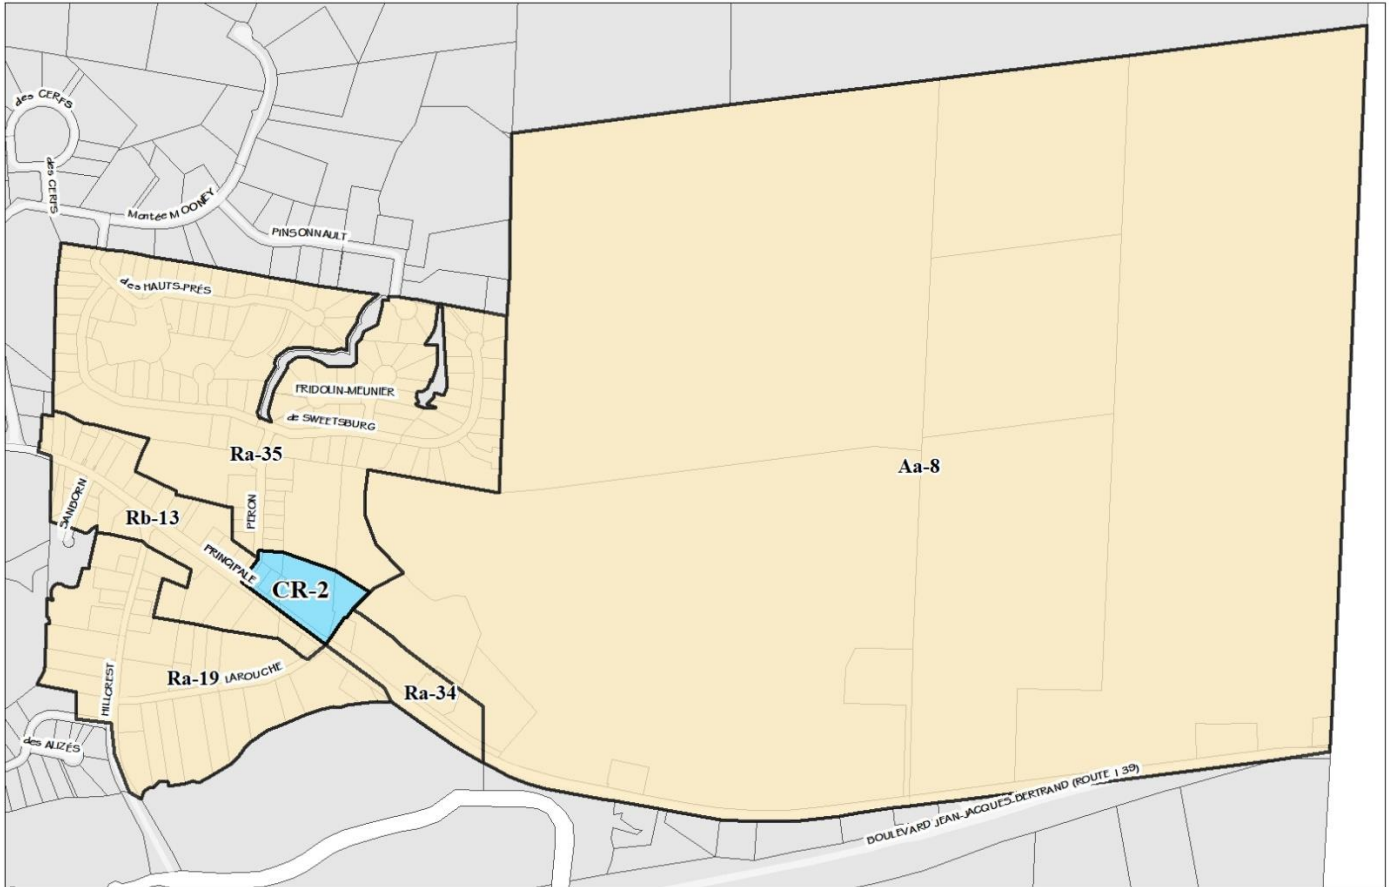 des CERFS
des CERFS
Montée MOONEY
PINSONNAULT
des HAUTS-PRÉS
FRIDOLIN-MEUNIER
de SWEETSBURG
Ra-35
Aa-8
SANBORN
PERON
Rb-13
PRINCIPALE
CR-2
Ra-19
LAROUCHE
HILLCREST
Ra-34
des ALIZÉS
BOULEVARD JEAN-JACQUES-BERTRAND (ROUTE 139)